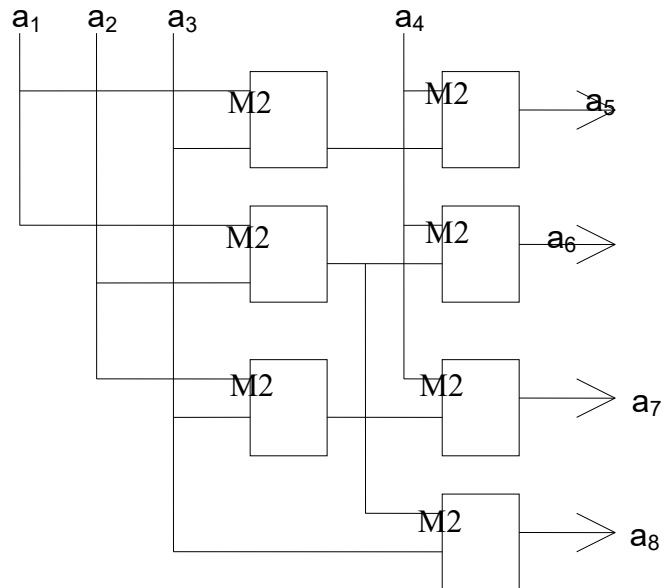 a₁ a₂ a₃ a₄
M2 M2 a₅
M2 M2 a₆
M2 M2 a₇
M2 a₈